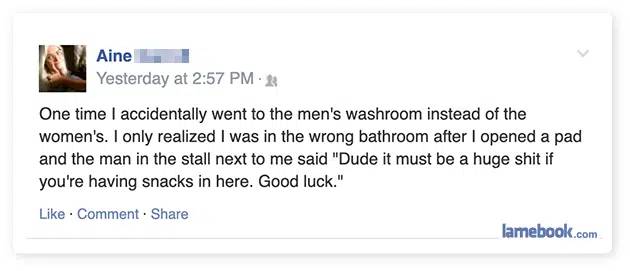 Aine
Yesterday at 2:57 PM ·
One time I accidentally went to the men's washroom instead of the
women's. I only realized I was in the wrong bathroom after I opened a pad
and the man in the stall next to me said "Dude it must be a huge shit if
you're having snacks in here. Good luck."
Like · Comment · Share
lamebook.com